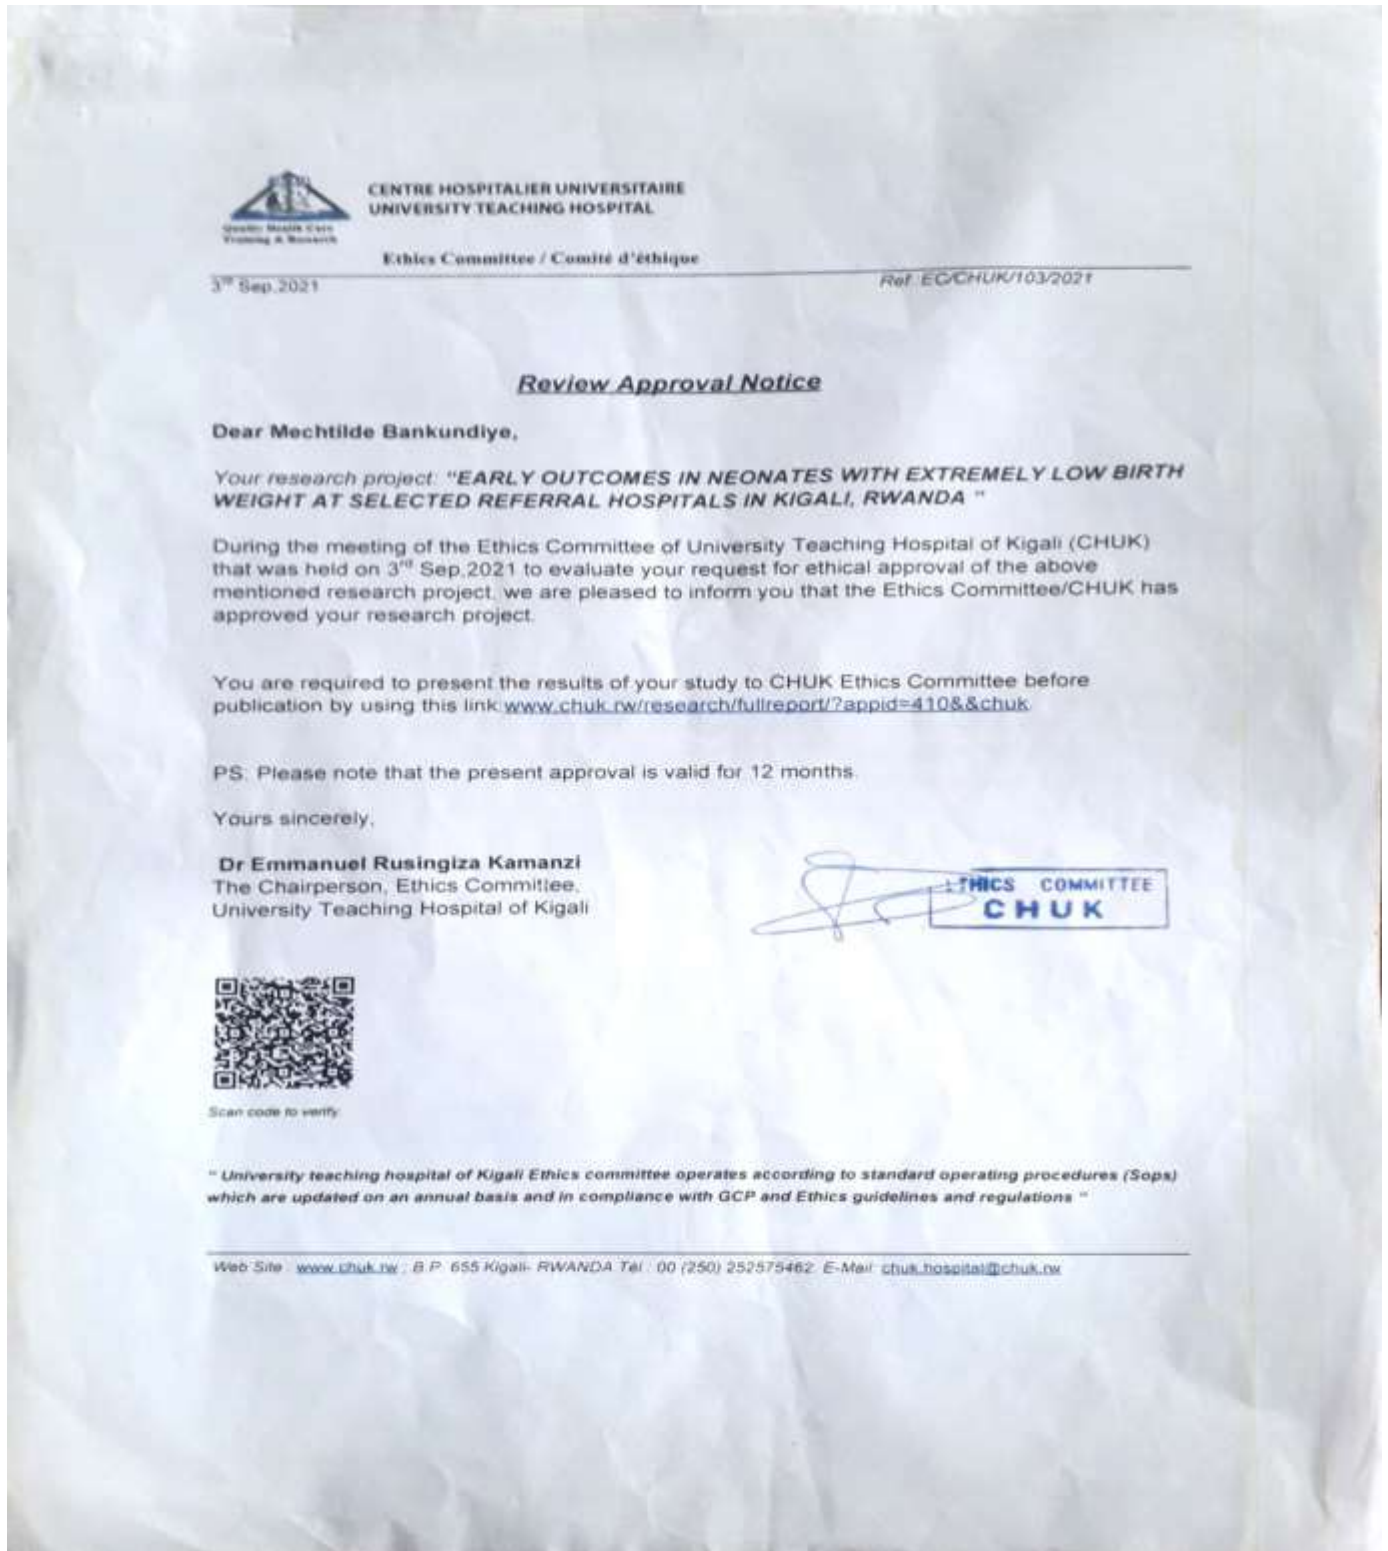 CENTRE HOSPITALIER UNIVERSITAIRE
UNIVERSITY TEACHING HOSPITAL
Quality Health Care
Training & Research
Ethics Committee / Comité d'éthique
3rd Sep,2021
Ref: EC/CHUK/103/2021
Review Approval Notice
Dear Mechtilde Bankundiye,
Your research project: "EARLY OUTCOMES IN NEONATES WITH EXTREMELY LOW BIRTH
WEIGHT AT SELECTED REFERRAL HOSPITALS IN KIGALI, RWANDA "
During the meeting of the Ethics Committee of University Teaching Hospital of Kigali (CHUK)
that was held on 3rd Sep,2021 to evaluate your request for ethical approval of the above
mentioned research project, we are pleased to inform you that the Ethics Committee/CHUK has
approved your research project.
You are required to present the results of your study to CHUK Ethics Committee before
publication by using this link:www.chuk.rw/research/fullreport/?appid=410&&chuk.
PS: Please note that the present approval is valid for 12 months.
Yours sincerely,
Dr Emmanuel Rusingiza Kamanzi
The Chairperson, Ethics Committee,
University Teaching Hospital of Kigali
ETHICS COMMITTEE
CHUK
Scan code to verify.
" University teaching hospital of Kigali Ethics committee operates according to standard operating procedures (Sops)
which are updated on an annual basis and in compliance with GCP and Ethics guidelines and regulations "
Web Site : www.chuk.rw ; B.P. 655 Kigali- RWANDA Tél : 00 (250) 252575462. E-Mail: chuk.hospital@chuk.rw